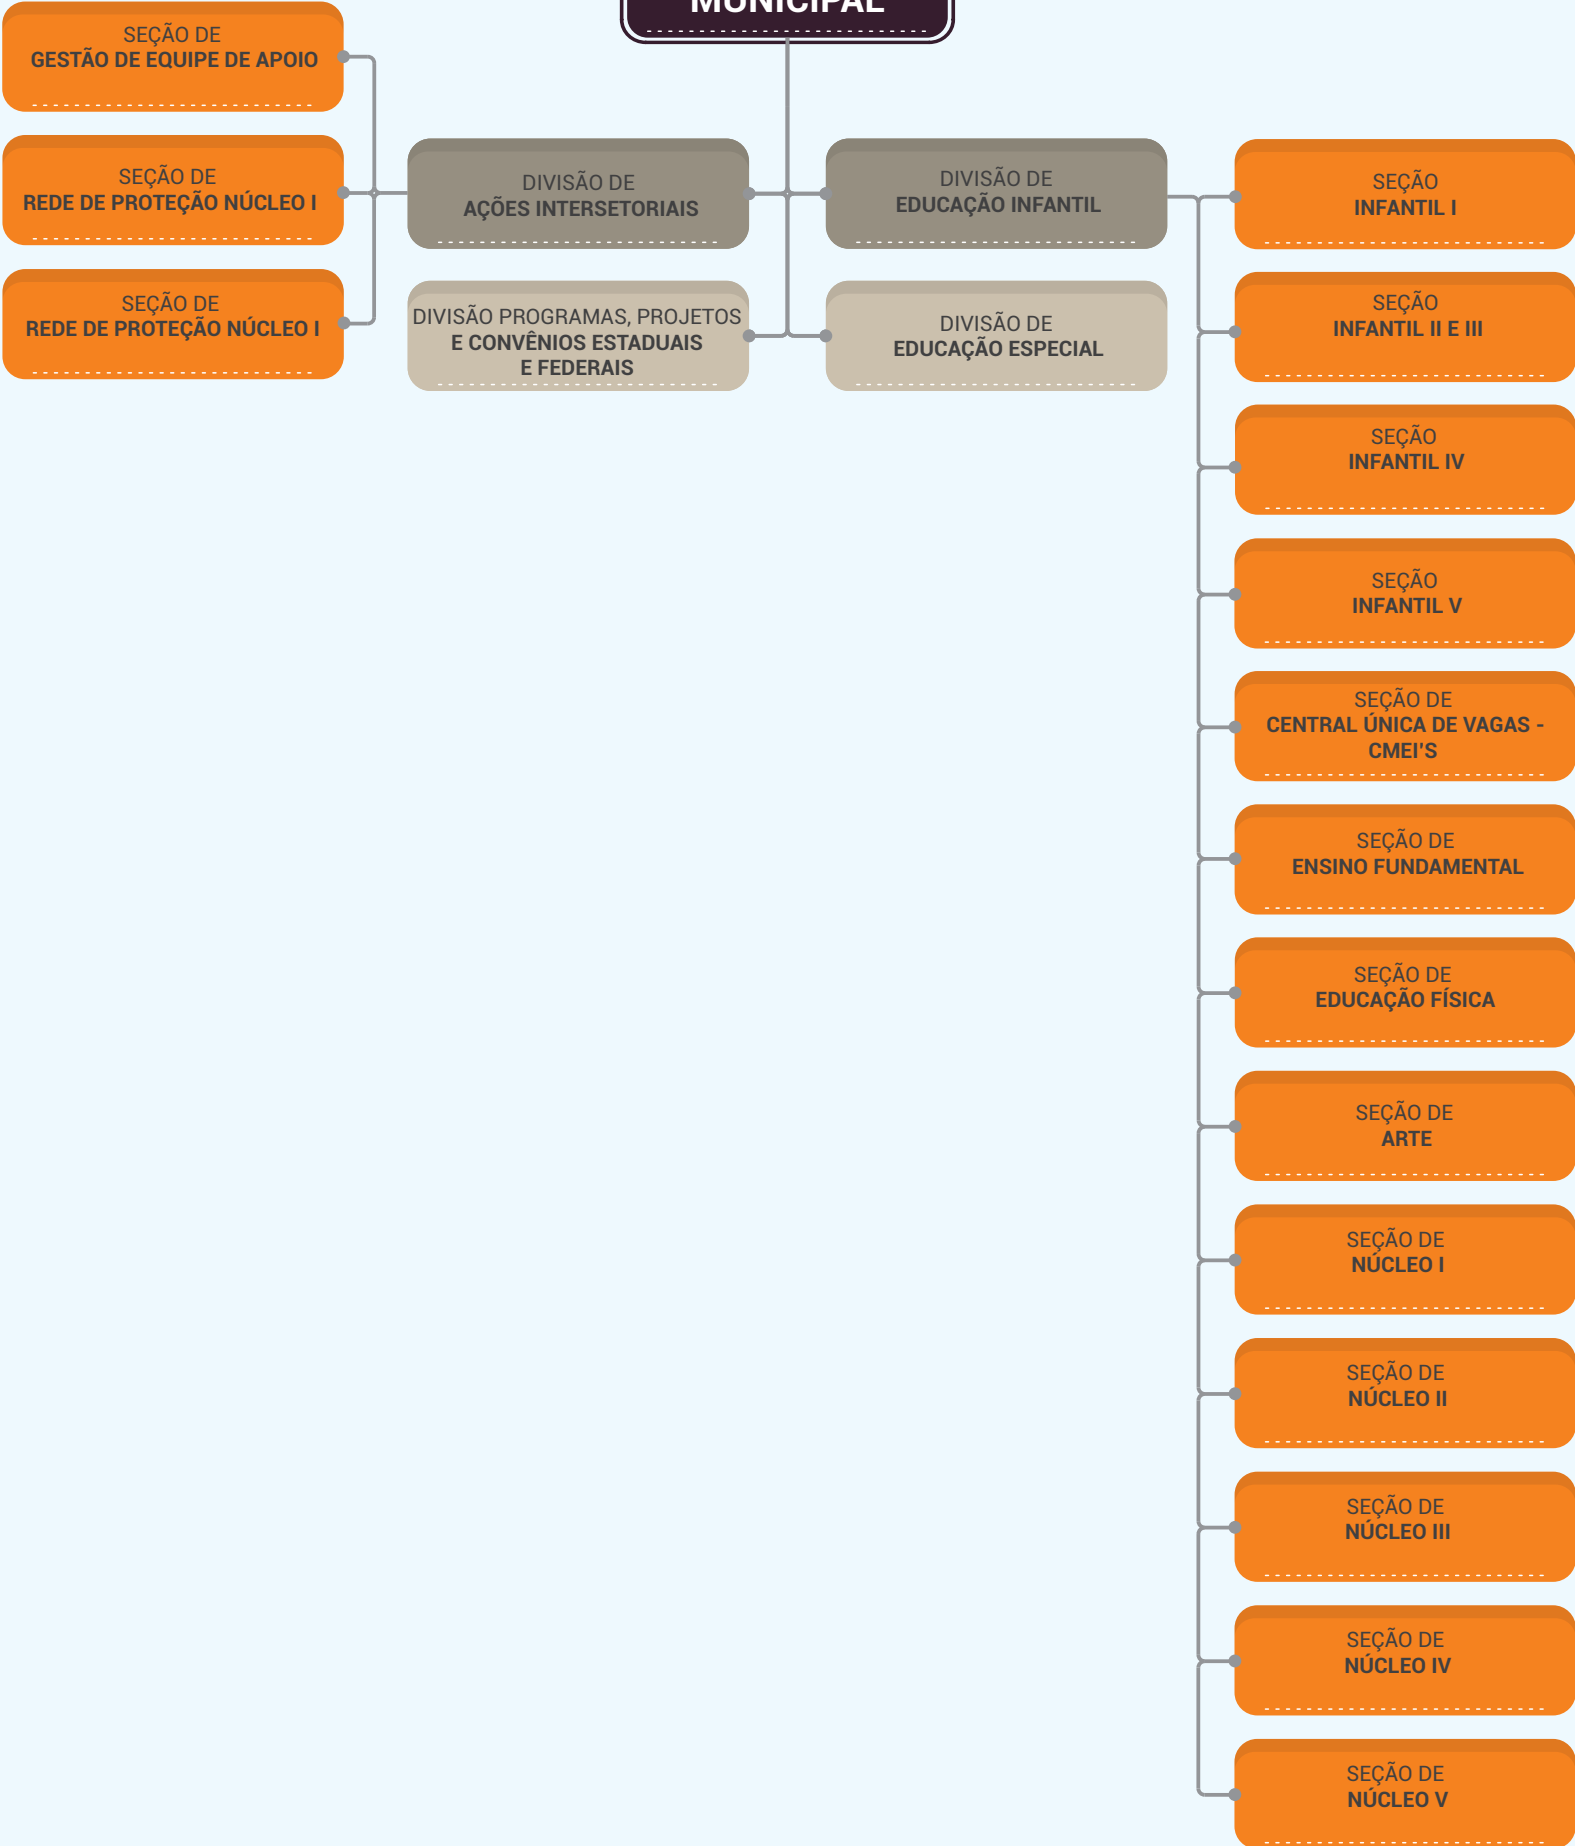 MUNICIPAL
SEÇÃO DE
GESTÃO DE EQUIPE DE APOIO
SEÇÃO DE
REDE DE PROTEÇÃO NÚCLEO I
SEÇÃO DE
REDE DE PROTEÇÃO NÚCLEO I
DIVISÃO DE
AÇÕES INTERSETORIAIS
DIVISÃO PROGRAMAS, PROJETOS
E CONVÊNIOS ESTADUAIS
E FEDERAIS
DIVISÃO DE
EDUCAÇÃO INFANTIL
DIVISÃO DE
EDUCAÇÃO ESPECIAL
SEÇÃO
INFANTIL I
SEÇÃO
INFANTIL II E III
SEÇÃO
INFANTIL IV
SEÇÃO
INFANTIL V
SEÇÃO DE
CENTRAL ÚNICA DE VAGAS -
CMEI'S
SEÇÃO DE
ENSINO FUNDAMENTAL
SEÇÃO DE
EDUCAÇÃO FÍSICA
SEÇÃO DE
ARTE
SEÇÃO DE
NÚCLEO I
SEÇÃO DE
NÚCLEO II
SEÇÃO DE
NÚCLEO III
SEÇÃO DE
NÚCLEO IV
SEÇÃO DE
NÚCLEO V